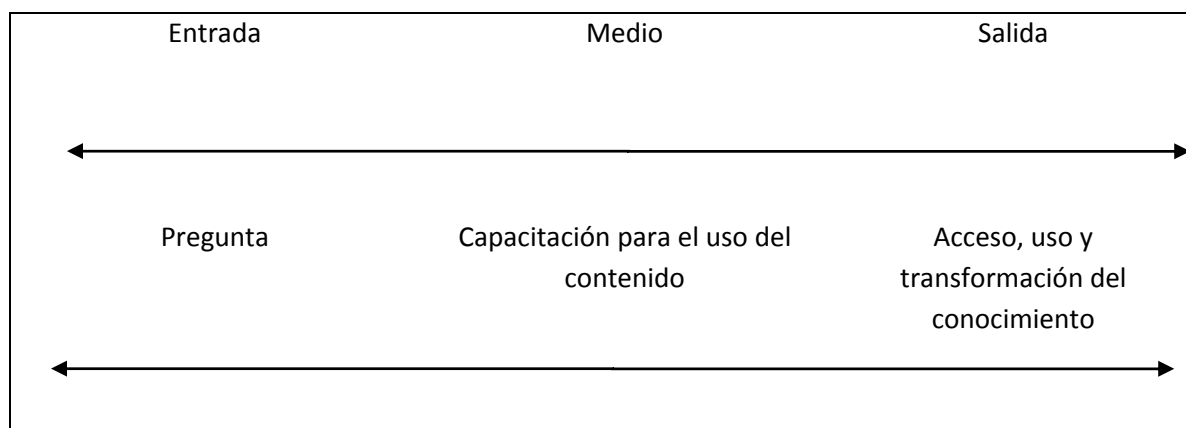 Entrada Medio Salida
Pregunta Capacitación para el uso del Acceso, uso y
contenido transformación del
conocimiento